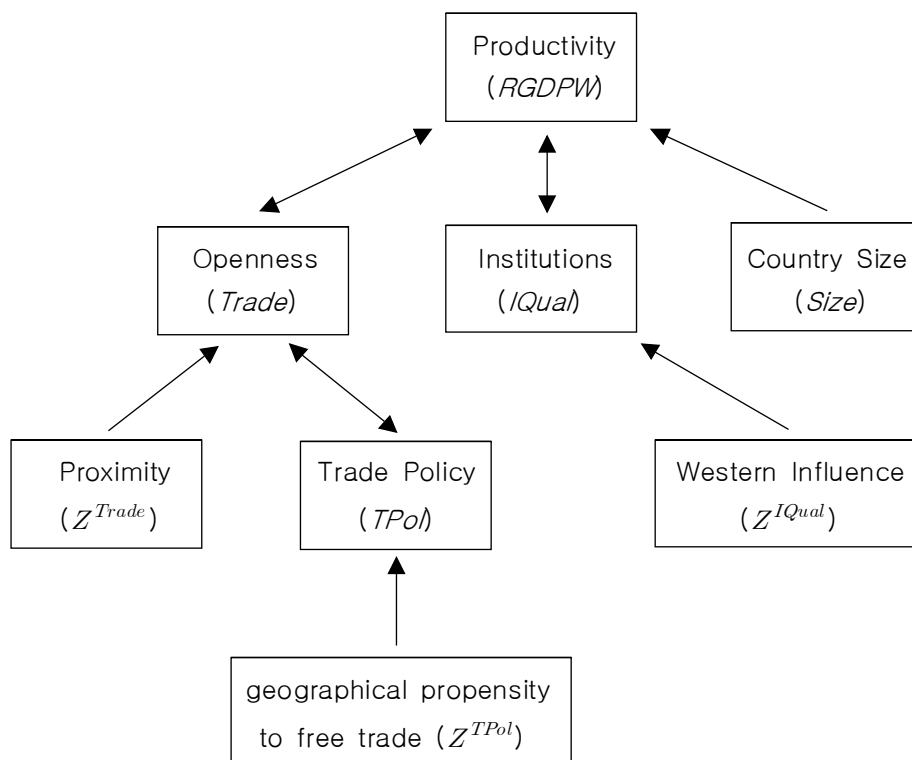 Productivity
(RGDPW)
Openness
(Trade)
Institutions
(IQual)
Country Size
(Size)
Proximity
(Z^{Trade})
Trade Policy
(TPol)
Western Influence
(Z^{IQual})
geographical propensity
to free trade (Z^{TPol})